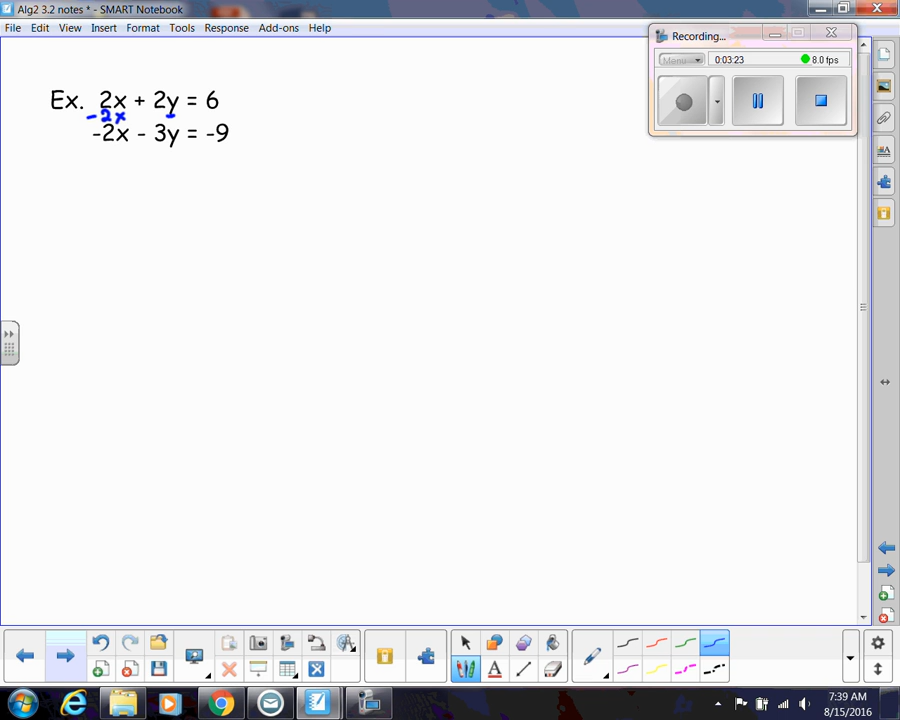 Alg2 3.2 notes * - SMART Notebook
File Edit View Insert Format Tools Response Add-ons Help
Recording...
Menu 0:03:23 8.0 fps
Ex. 2x + 2y = 6
-2x -
-2x - 3y = -9
A
7:39 AM
8/15/2016